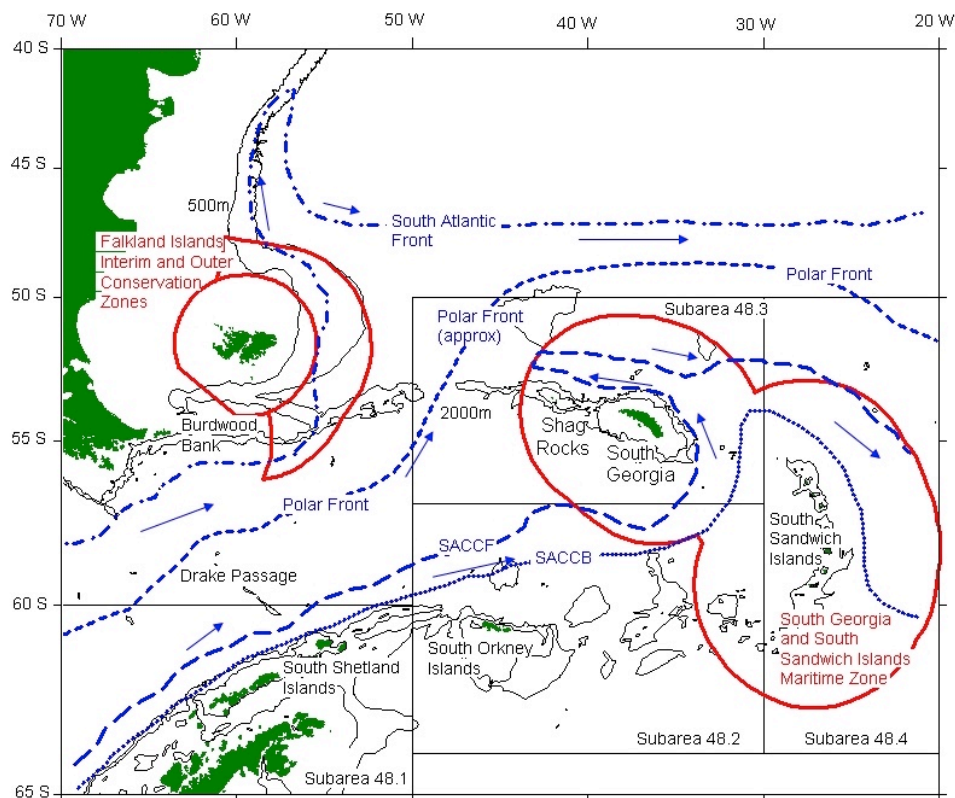 70 W
60 W
50 W
40 W
30 W
20 W
40 S
45 S
500m
South Atlantic
Front
Falkland Islands
Interim and Outer
Conservation
Zones
Polar Front
50 S
Polar Front
(approx)
Subarea 48.3
2000m
Burdwood
Bank
Shag
Rocks
South
Georgia
55 S
Polar Front
South
Sandwich
Islands
SACCF
SACCB
Drake Passage
60 S
South Georgia
and South
Sandwich Islands
Maritime Zone
South Shetland
Islands
South Orkney
Islands
Subarea 48.2
Subarea 48.4
Subarea 48.1
65 S